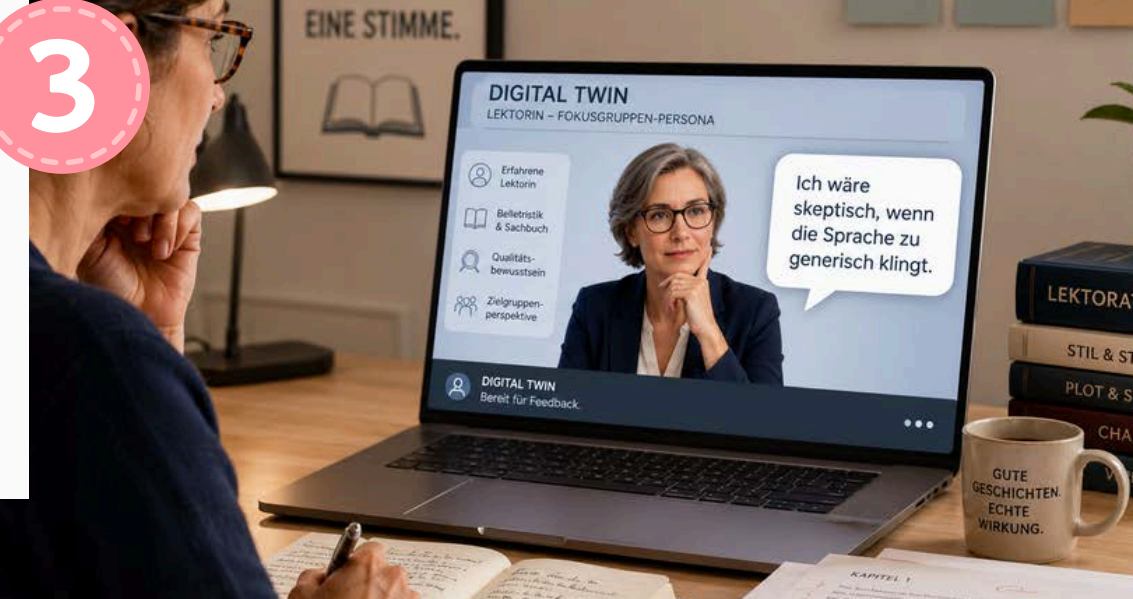 3
EINE STIMME.
DIGITAL TWIN
LEKTORIN – FOKUSGRUPPEN-PERSONA
Erfahrene
Lektorin
Belletristik
& Sachbuch
Qualitäts-
bewusstsein
Zielgruppen-
perspektive
Ich wäre
skeptisch, wenn
die Sprache zu
generisch klingt.
DIGITAL TWIN
Bereit für Feedback.
LEKTORA
STIL & ST
PLOT & S
CHA
GUTE
GESCHICHTEN.
ECHTE
WIRKUNG.
KAPITEL 1